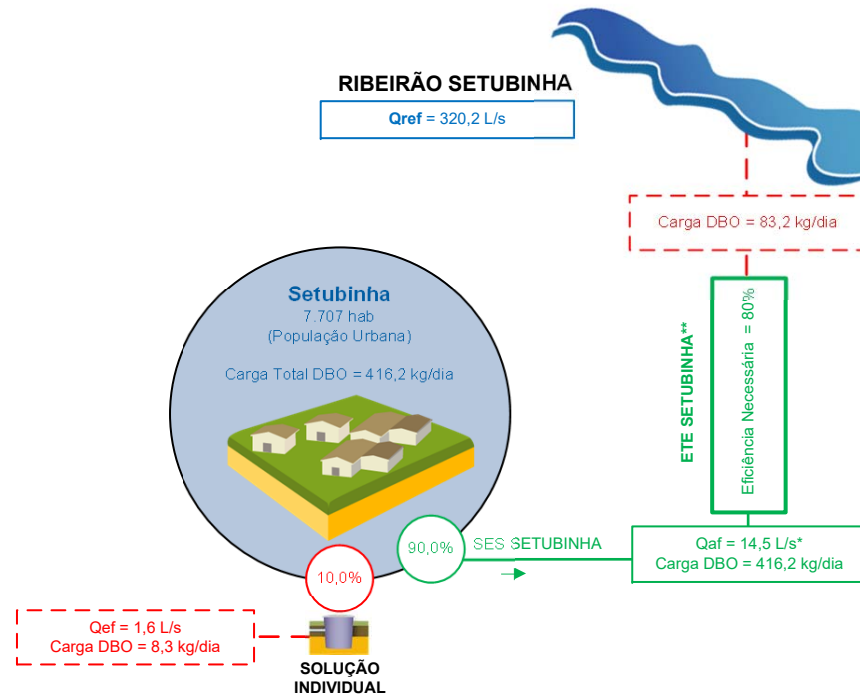 RIBEIRÃO SETUBINHA
Qref = 320,2 L/s
Carga DBO = 83,2 kg/dia
Setubinha
7.707 hab
(População Urbana)
Carga Total DBO = 416,2 kg/dia
ETE SETUBINHA**
Eficiência Necessária = 80%
90,0%
SES SETUBINHA
Qaf = 14,5 L/s*
Carga DBO = 416,2 kg/dia
10,0%
Qef = 1,6 L/s
Carga DBO = 8,3 kg/dia
SOLUÇÃO
INDIVIDUAL